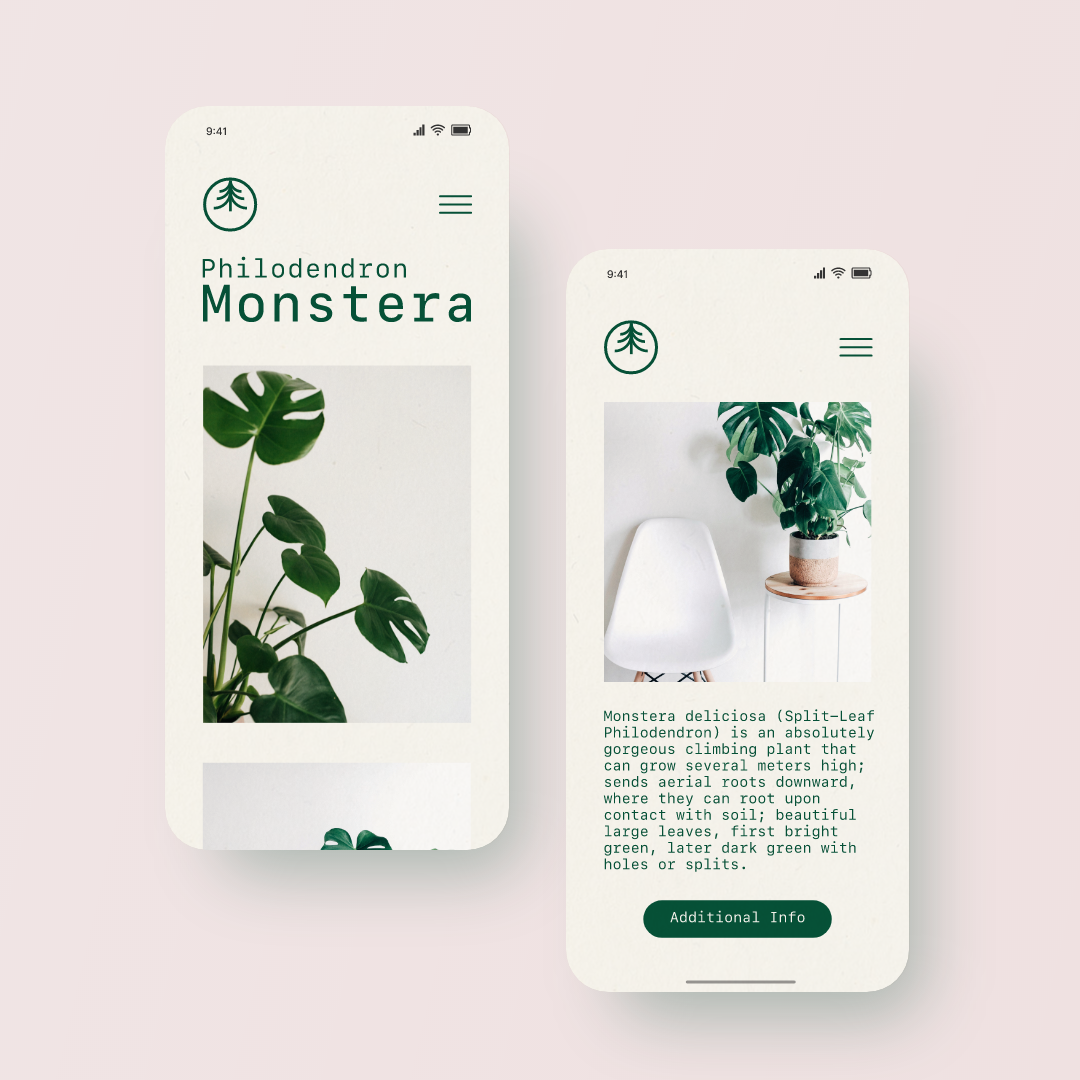 9:41
Philodendron
Monstera
9:41
Monstera deliciosa (Split–Leaf
Philodendron) is an absolutely
gorgeous climbing plant that
can grow several meters high;
sends aerial roots downward,
where they can root upon
contact with soil; beautiful
large leaves, first bright
green, later dark green with
holes or splits.
Additional Info